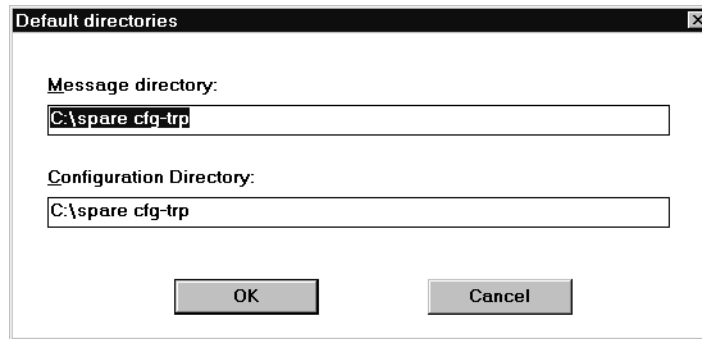 Default directories
Message directory:
C:\spare cfg-trp
Configuration Directory:
C:\spare cfg-trp
OK Cancel